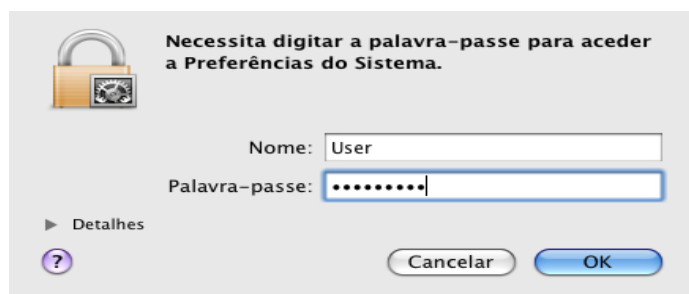 Necessita digitar a palavra-passe para aceder
a Preferências do Sistema.
Nome: User
Palavra-passe: •••••••••
Detalhes
?
Cancelar OK